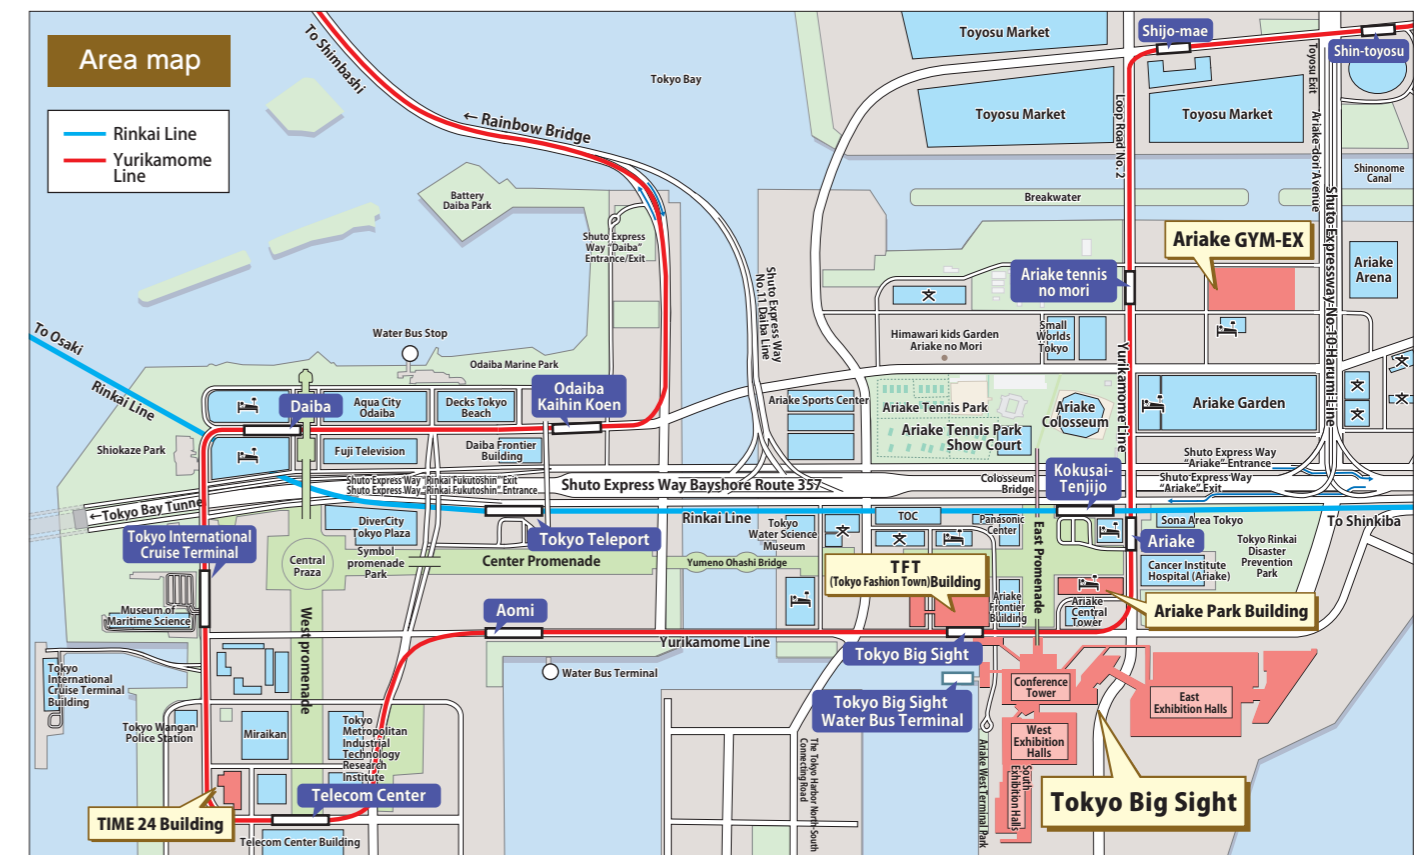 Area map
Rinkai Line
Yurikamome
Line
To Shimbashi
← Rainbow Bridge
Tokyo Bay
Toyosu Market
Shijo-mae
Shin-toyosu
Toyosu Market
Toyosu Market
Loop Road No. 2
Toyosu Exit
Ariake-dori Avenue
Shuto Expressway No.10 Harumi Line
Shinonome
Canal
Breakwater
Battery
Daiba Park
Shuto Express
Way "Daiba"
Entrance/Exit
Shuto Express Way
No.11 Daiba Line
Ariake GYM-EX
Ariake
Arena
Ariake tennis
no mori
Himawari kids Garden
Ariake no Mori
Small
Worlds
Tokyo
Yurikamome Line
To Osaki
Rinkai Line
Water Bus Stop
Odaiba Marine Park
Daiba
Aqua City
Odaiba
Decks Tokyo
Beach
Odaiba
Kaihin Koen
Ariake Sports Center
Ariake Tennis Park
Ariake Tennis Park
Show Court
Ariake
Colosseum
Ariake Garden
Shiokaze Park
Fuji Television
Daiba Frontier
Building
Shuto Express Way "Rinkai Fukutoshin" Exit
Shuto Express Way "Rinkai Fukutoshin" Entrance
Shuto Express Way Bayshore Route 357
Colosseum
Bridge
Kokusai-
Tenjijo
Shuto Express Way
"Ariake" Entrance
Shuto Express Way
"Ariake" Exit
←Tokyo Bay Tunnel
Tokyo International
Cruise Terminal
DiverCity
Tokyo Plaza
Symbol
promenade
Park
Central
Praza
Tokyo Teleport
Center Promenade
Rinkai Line
Tokyo
Water Science
Museum
Yumeno Ohashi Bridge
TOC
Panasonic
Center
East Promenade
Ariake
Sona Area Tokyo
To Shinkiba
Tokyo Rinkai
Disaster
Prevention
Park
Cancer Institute
Hospital (Ariake)
TFT
(Tokyo Fashion Town)Building
Ariake
Frontier
Building
Ariake
Central
Tower
Ariake Park Building
Museum of
Maritime Science
West promenade
Aomi
Yurikamome Line
Tokyo Big Sight
Water Bus Terminal
Tokyo Big Sight
Water Bus Terminal
Conference
Tower
East
Exhibition Halls
West
Exhibition
Halls
South
Exhibition Halls
Tokyo Big Sight
Ariake West Terminal Park
The Tokyo Harbor North-South
Connecting Road
Tokyo
International
Cruise Terminal
Building
Tokyo Wangan
Police Station
Miraikan
Tokyo
Metropolitan
Industrial
Technology
Research
Institute
TIME 24 Building
Telecom Center
Telecom Center Building